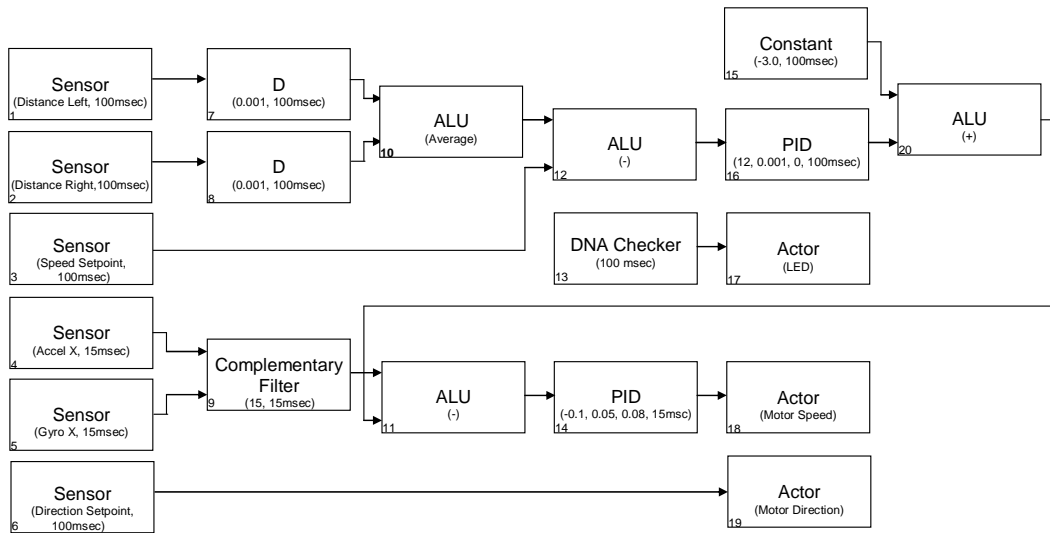 Sensor
(Distance Left, 100msec)
1
D
(0.001, 100msec)
7
ALU
(Average)
10
Constant
(-3.0, 100msec)
15
ALU
(+)
20
Sensor
(Distance Right,100msec)
2
D
(0.001, 100msec)
8
ALU
(-)
12
PID
(12, 0.001, 0, 100msec)
16
Sensor
(Speed Setpoint,
100msec)
3
DNA Checker
(100 msec)
13
Actor
(LED)
17
Sensor
(Accel X, 15msec)
4
Complementary
Filter
(15, 15msec)
9
Sensor
(Gyro X, 15msec)
5
ALU
(-)
11
PID
(-0.1, 0.05, 0.08, 15msc)
14
Actor
(Motor Speed)
18
Sensor
(Direction Setpoint,
100msec)
6
Actor
(Motor Direction)
19